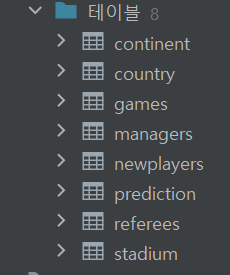 테이블 8
continent
country
games
managers
newplayers
prediction
referees
stadium